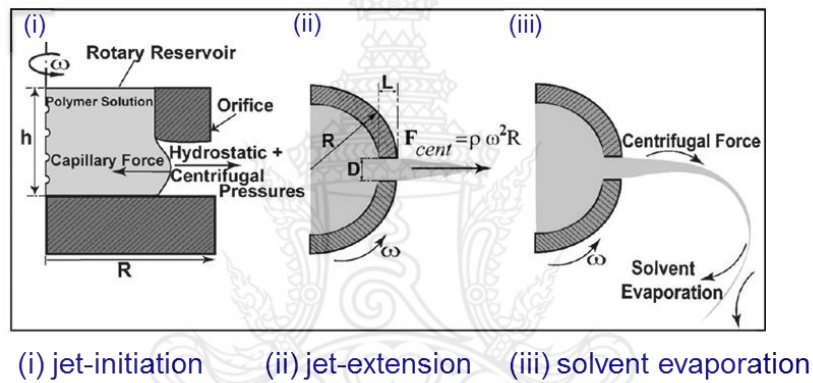 (i)
(ii)
(iii)
Rotary Reservoir
ω
Polymer Solution
Orifice
h
Capillary Force
Hydrostatic +
Centrifugal
Pressures
R
L
R
F cent =ρ ω²R
D
ω
Centrifugal Force
ω
Solvent
Evaporation
(i) jet-initiation
(ii) jet-extension
(iii) solvent evaporation